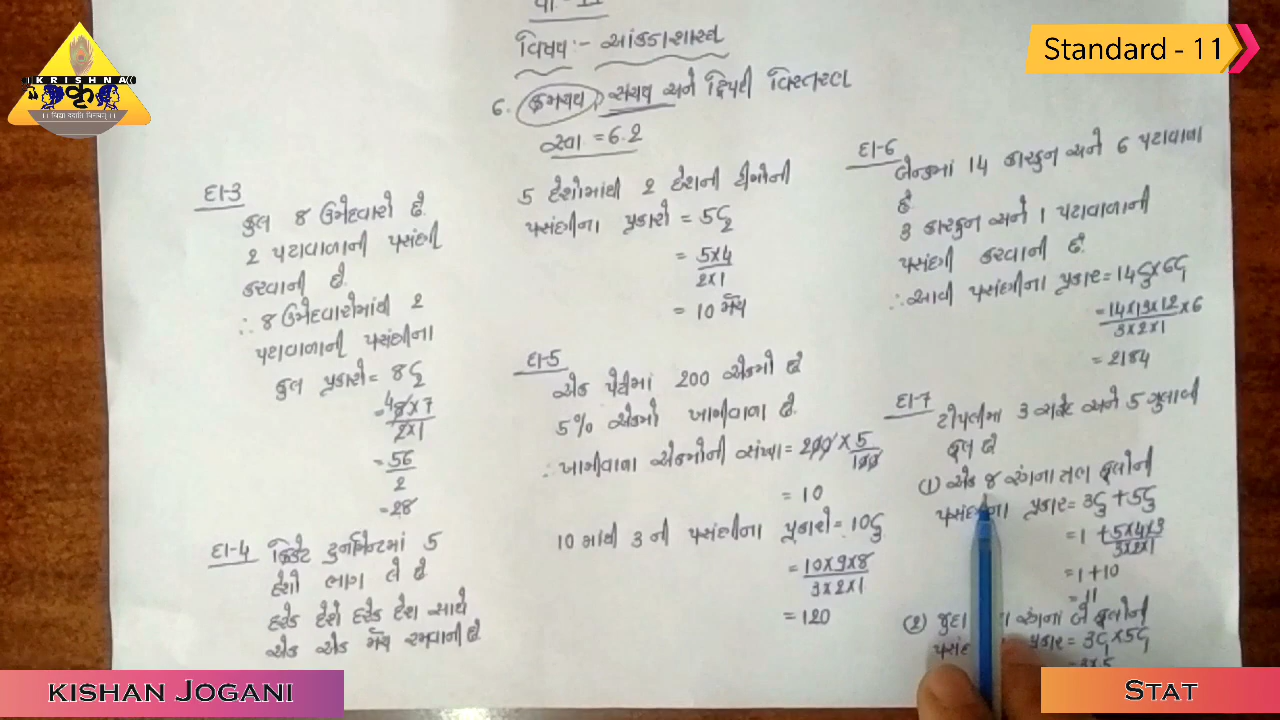 Standard - 11
KRISHNA
कृ
વિષય :- આંકડાશાસ્ત્ર
6. ક્રમચય, સંચય અને દ્વિપદી વિસ્તરણ
સ્વા = 6.2
દા-3
કુલ 8 ઉમેદવારો છે.
2 પટાવાળાની પસંદગી
કરવાની છે.
∴ 8 ઉમેદવારોમાંથી 2
પટાવાળાની પસંદગીના
કુલ પ્રકારો = 8C2
= 4 8×7 / 2×1
= 56 / 2
= 28
દા-4 ક્રિકેટ ટુર્નામેન્ટમાં 5
દેશો ભાગ લે છે
દરેક દેશે દરેક દેશ સાથે
એક એક મેચ રમવાની છે
5 દેશોમાંથી 2 દેશની ટીમોની
પસંદગીના પ્રકારો = 5C2
= 5×4 / 2×1
= 10 મેચ
દા-5
એક પેટીમાં 200 એકમો છે
5% એકમો ખામીવાળા છે.
∴ ખામીવાળા એકમોની સંખ્યા = 200 × 5 / 100
= 10
10 માંથી 3 ની પસંદગીના પ્રકારો = 10C3
= 10×9×8 / 3×2×1
= 120
દા-6
બેન્કમાં 14 કારકુન અને 6 પટાવાળા
છે.
3 કારકુન અને 1 પટાવાળાની
પસંદગી કરવાની છે.
∴ આવી પસંદગીના પ્રકાર = 14C3×6C1
= 14×13×12 / 3×2×1 × 6
= 2184
દા-7
ટોપલીમાં 3 સફેદ અને 5 ગુલાબી
ફૂલ છે
(1) એક જ રંગના ત્રણ ફૂલોની
પસંદગીના પ્રકાર = 3C3 + 5C3
= 1 + 5×4×3 / 3×2×1
= 1 + 10
= 11
(2) જુદા રંગનાં બે ફૂલોની
પ્રકાર = 3C1×5C1
KISHAN JOGANI
STAT